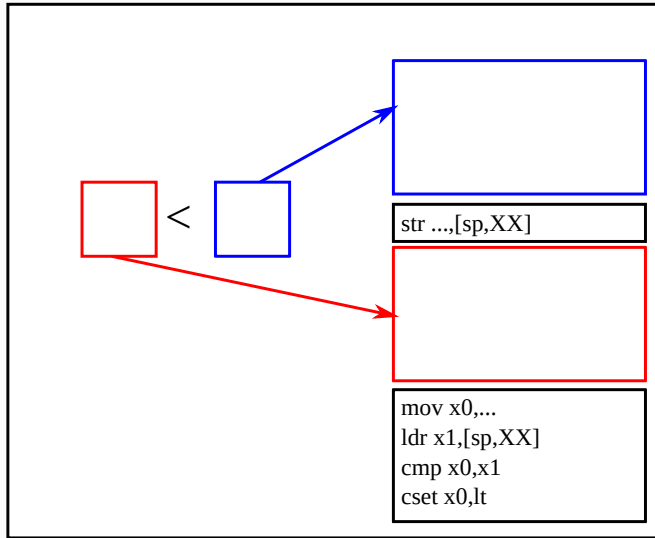 <
str ...,[sp,XX]
mov x0,...
ldr x1,[sp,XX]
cmp x0,x1
cset x0,lt